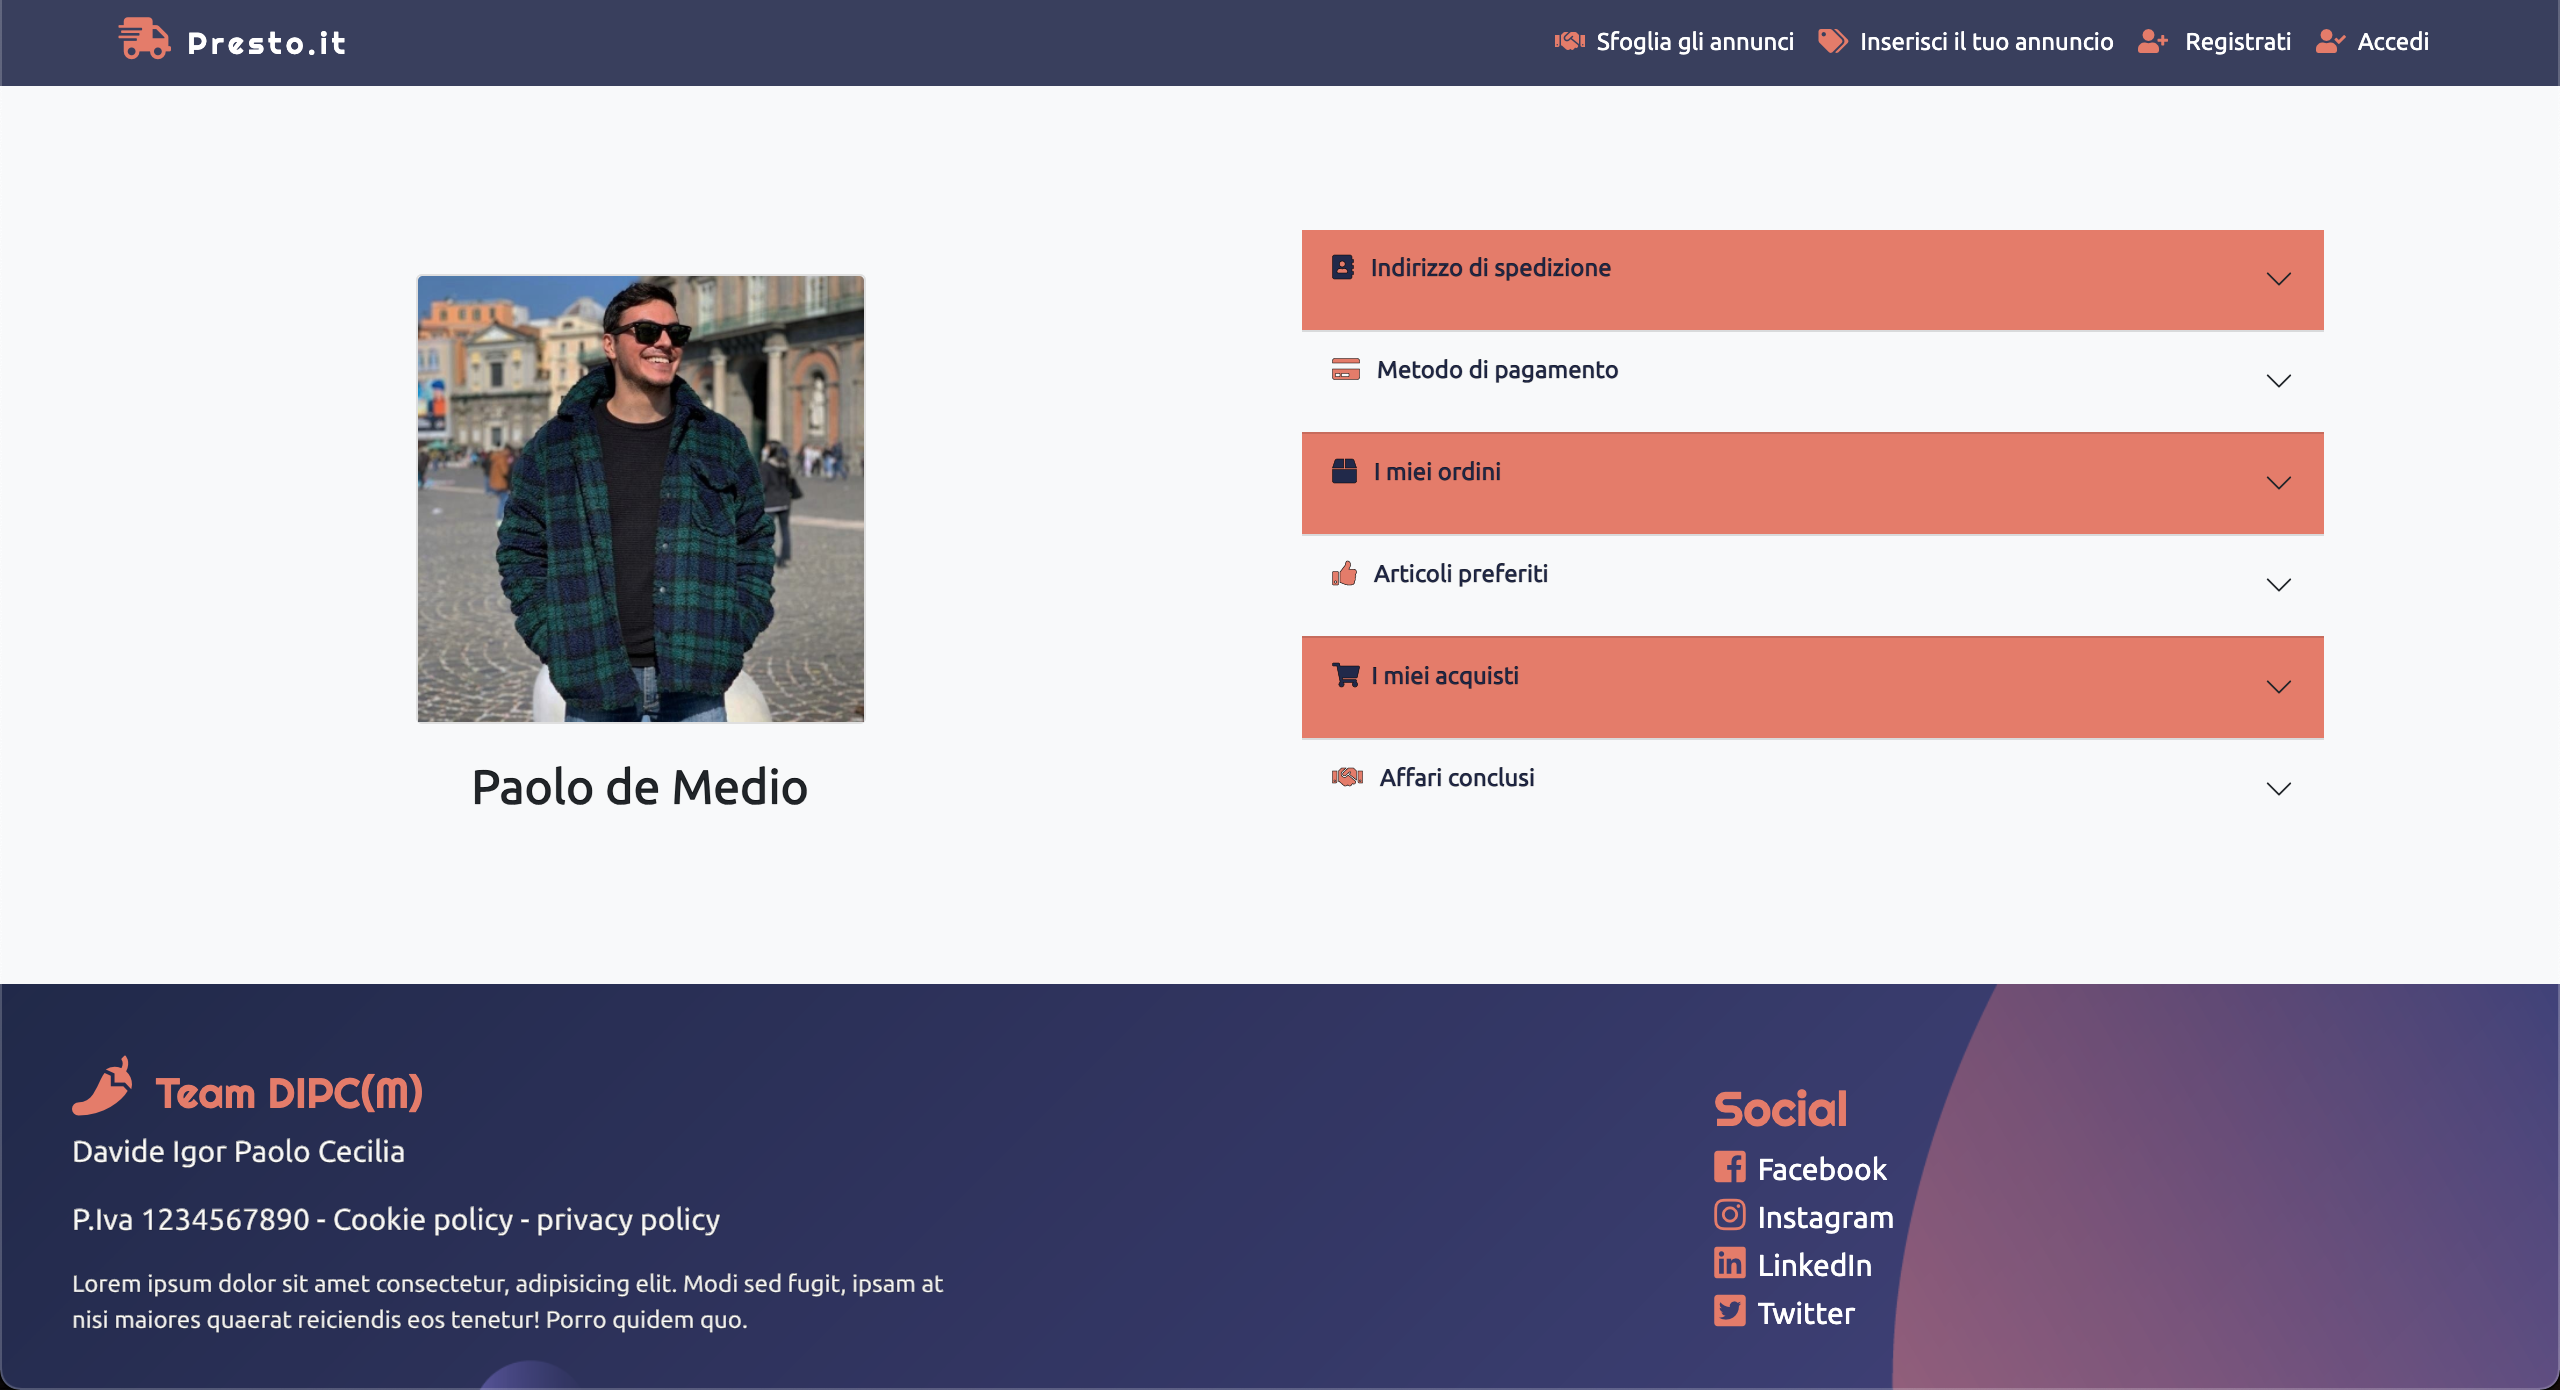 Presto.it
Sfoglia gli annunci Inserisci il tuo annuncio Registrati Accedi
Paolo de Medio
Indirizzo di spedizione
Metodo di pagamento
I miei ordini
Articoli preferiti
I miei acquisti
Affari conclusi
Team DIPC(M)
Davide Igor Paolo Cecilia
P.Iva 1234567890 - Cookie policy - privacy policy
Lorem ipsum dolor sit amet consectetur, adipisicing elit. Modi sed fugit, ipsam at
nisi maiores quaerat reiciendis eos tenetur! Porro quidem quo.
Social
Facebook
Instagram
LinkedIn
Twitter